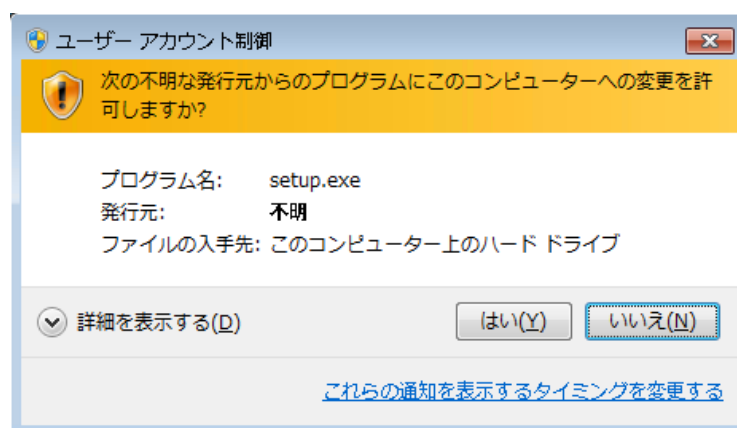 ユーザー アカウント制御
次の不明な発行元からのプログラムにこのコンピューターへの変更を許
可しますか?
プログラム名: setup.exe
発行元: 不明
ファイルの入手先: このコンピューター上のハード ドライブ
詳細を表示する(D)
はい(Y)
いいえ(N)
これらの通知を表示するタイミングを変更する